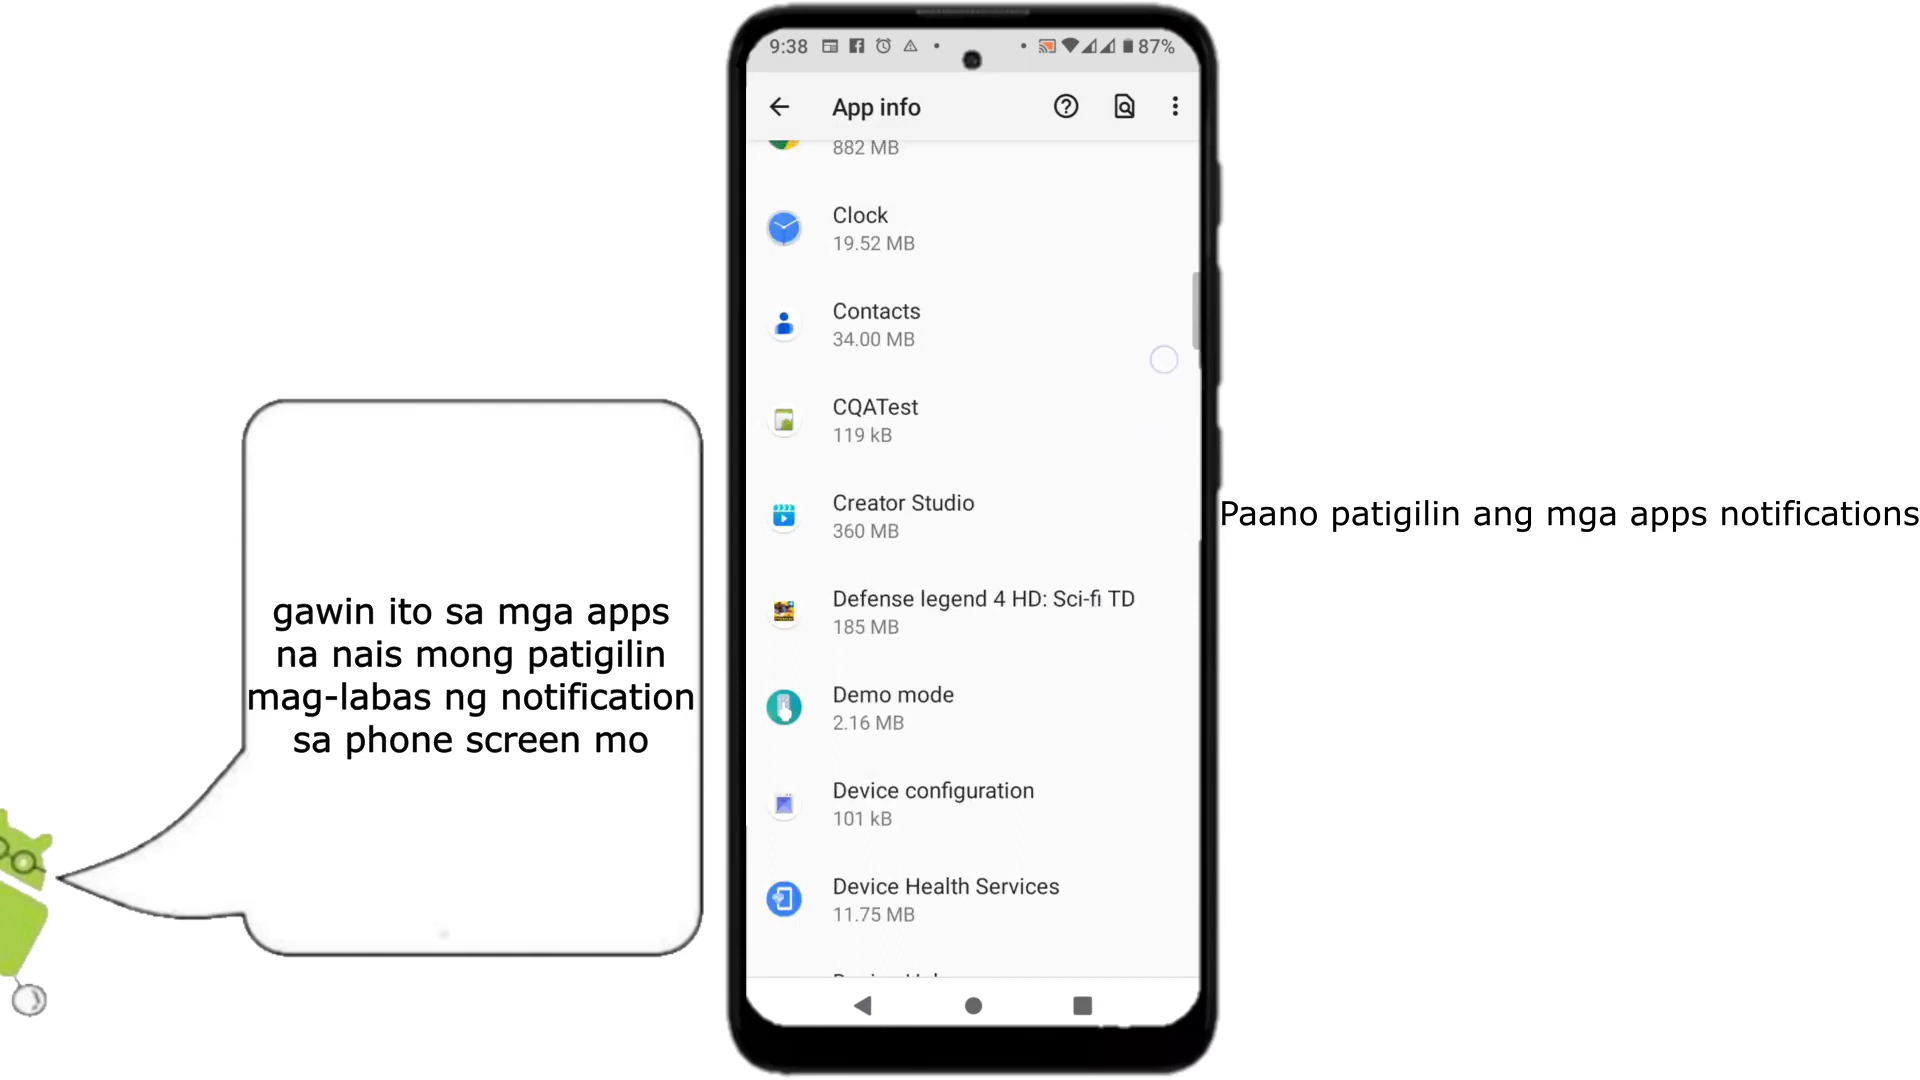 9:38
87%
App info
882 MB
Clock
19.52 MB
Contacts
34.00 MB
CQATest
119 kB
Creator Studio
360 MB
Defense legend 4 HD: Sci-fi TD
185 MB
Demo mode
2.16 MB
Device configuration
101 kB
Device Health Services
11.75 MB
gawin ito sa mga apps
na nais mong patigilin
mag-labas ng notification
sa phone screen mo
Paano patigilin ang mga apps notifications